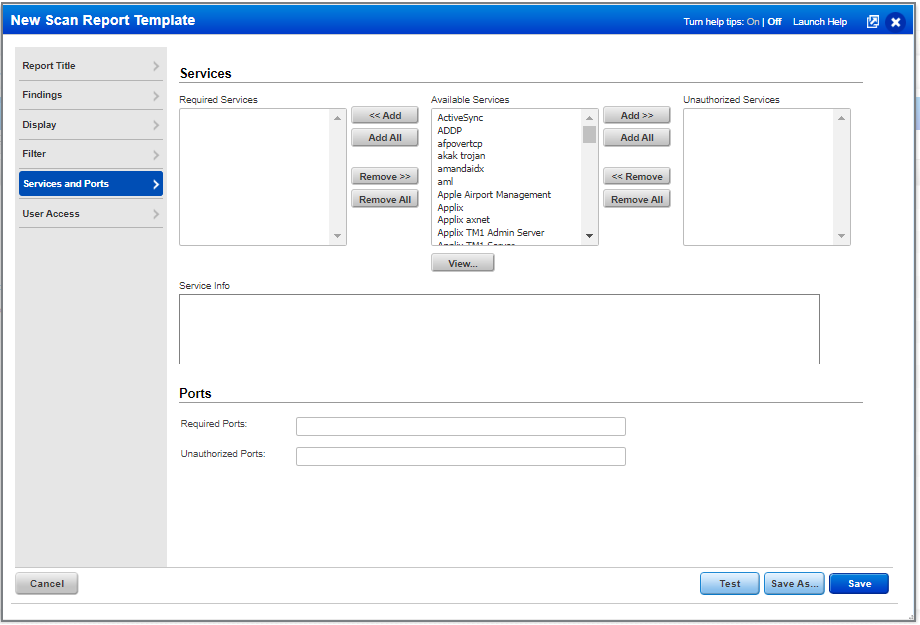 New Scan Report Template
Turn help tips: On | Off Launch Help
Report Title
Findings
Display
Filter
Services and Ports
User Access
Services
Required Services
Available Services
Unauthorized Services
<< Add
Add All
Remove >>
Remove All
ActiveSync
ADDP
afpovertcp
akak trojan
amandaidx
aml
Apple Airport Management
Applix
Applix axnet
Applix TM1 Admin Server
Applix TM1 Server
Add >>
Add All
<< Remove
Remove All
View...
Service Info
Ports
Required Ports:
Unauthorized Ports:
Cancel
Test
Save As...
Save